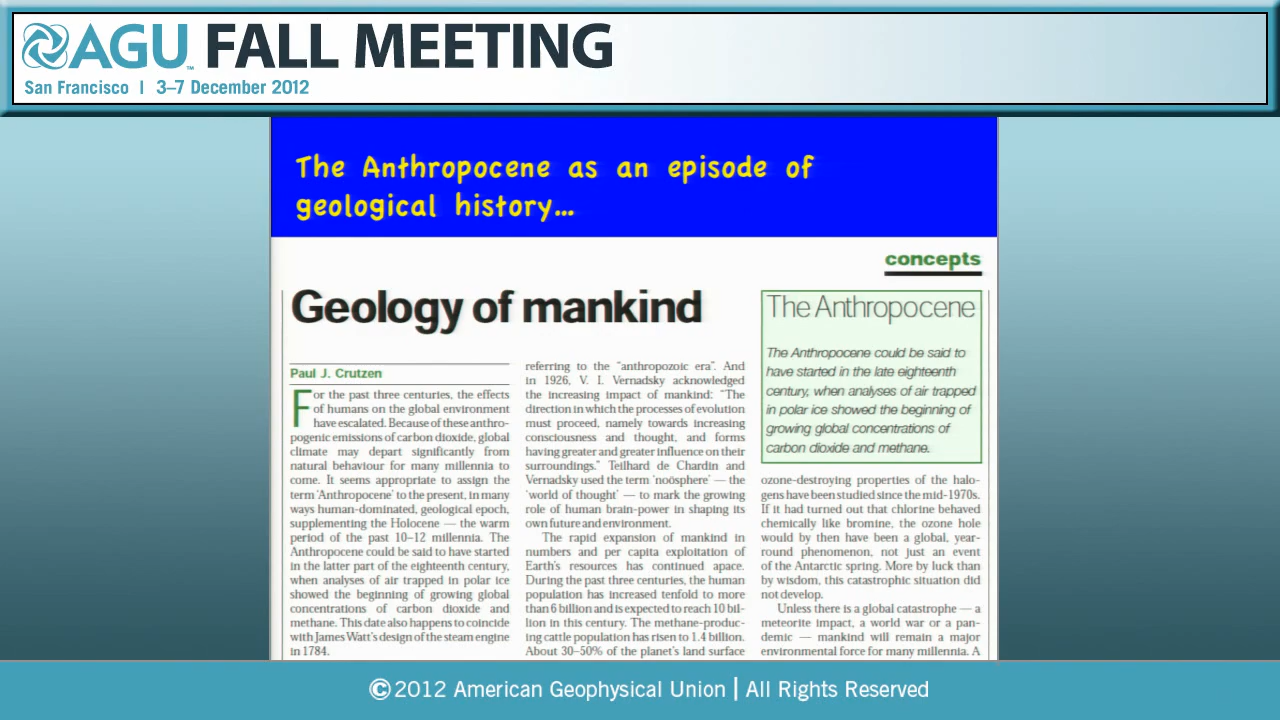 AGU™ FALL MEETING
San Francisco | 3–7 December 2012
The Anthropocene as an episode of
geological history...
concepts
Geology of mankind
Paul J. Crutzen
For the past three centuries, the effects
of humans on the global environment
have escalated. Because of these anthro-
pogenic emissions of carbon dioxide, global
climate may depart significantly from
natural behaviour for many millennia to
come. It seems appropriate to assign the
term 'Anthropocene' to the present, in many
ways human-dominated, geological epoch,
supplementing the Holocene — the warm
period of the past 10–12 millennia. The
Anthropocene could be said to have started
in the latter part of the eighteenth century,
when analyses of air trapped in polar ice
showed the beginning of growing global
concentrations of carbon dioxide and
methane. This date also happens to coincide
with James Watt's design of the steam engine
in 1784.
referring to the "anthropozoic era". And
in 1926, V. I. Vernadsky acknowledged
the increasing impact of mankind: "The
direction in which the processes of evolution
must proceed, namely towards increasing
consciousness and thought, and forms
having greater and greater influence on their
surroundings." Teilhard de Chardin and
Vernadsky used the term 'noösphere' — the
'world of thought' — to mark the growing
role of human brain-power in shaping its
own future and environment.
The rapid expansion of mankind in
numbers and per capita exploitation of
Earth's resources has continued apace.
During the past three centuries, the human
population has increased tenfold to more
than 6 billion and is expected to reach 10 bil-
lion in this century. The methane-produc-
ing cattle population has risen to 1.4 billion.
About 30–50% of the planet's land surface
The Anthropocene
The Anthropocene could be said to
have started in the late eighteenth
century, when analyses of air trapped
in polar ice showed the beginning of
growing global concentrations of
carbon dioxide and methane.
ozone-destroying properties of the halo-
gens have been studied since the mid-1970s.
If it had turned out that chlorine behaved
chemically like bromine, the ozone hole
would by then have been a global, year-
round phenomenon, not just an event
of the Antarctic spring. More by luck than
by wisdom, this catastrophic situation did
not develop.
Unless there is a global catastrophe — a
meteorite impact, a world war or a pan-
demic — mankind will remain a major
environmental force for many millennia. A
©2012 American Geophysical Union | All Rights Reserved